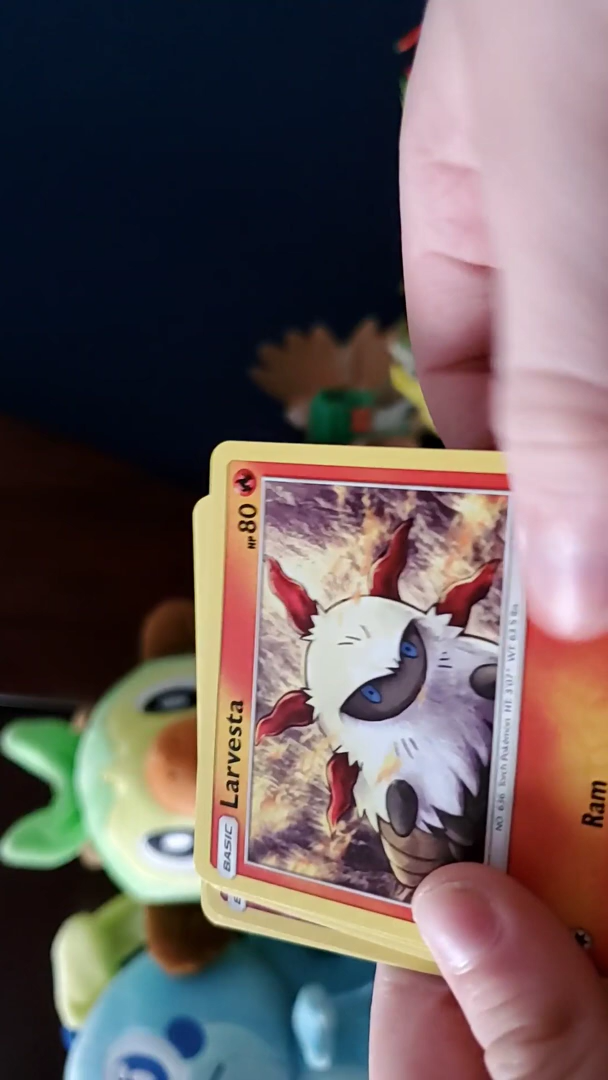 BASIC Larvesta HP 80
NO. 636 Torch Pokémon HT: 3'07" WT: 63.5 lbs.
Ram